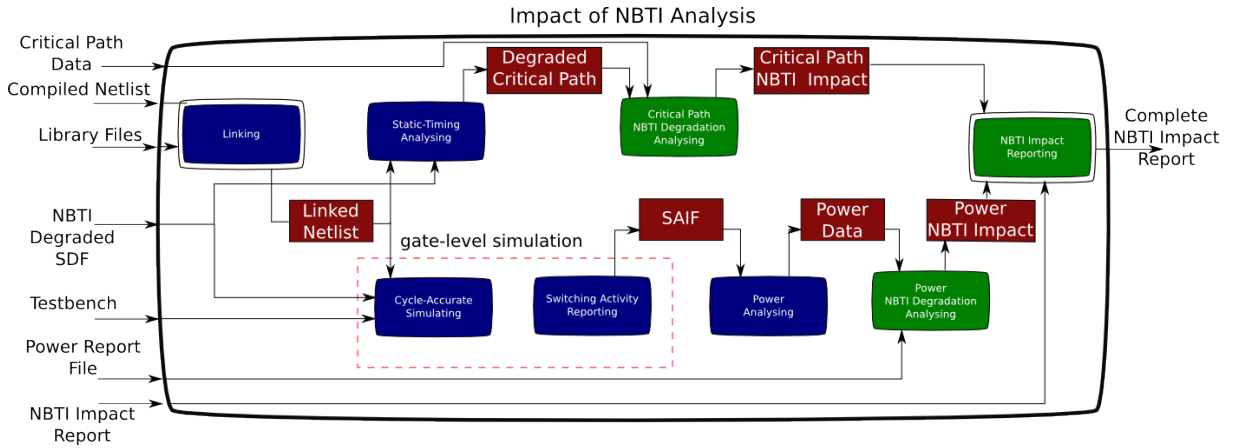 Impact of NBTI Analysis
Critical Path
Data
Compiled Netlist
Library Files
NBTI
Degraded
SDF
Testbench
Power Report
File
NBTI Impact
Report
Linking
Static-Timing
Analysing
Degraded
Critical Path
Critical Path
NBTI Degradation
Analysing
Critical Path
NBTI Impact
NBTI Impact
Reporting
Complete
NBTI Impact
Report
Linked
Netlist
gate-level simulation
Cycle-Accurate
Simulating
Switching Activity
Reporting
SAIF
Power
Analysing
Power
Data
Power
NBTI Degradation
Analysing
Power
NBTI Impact